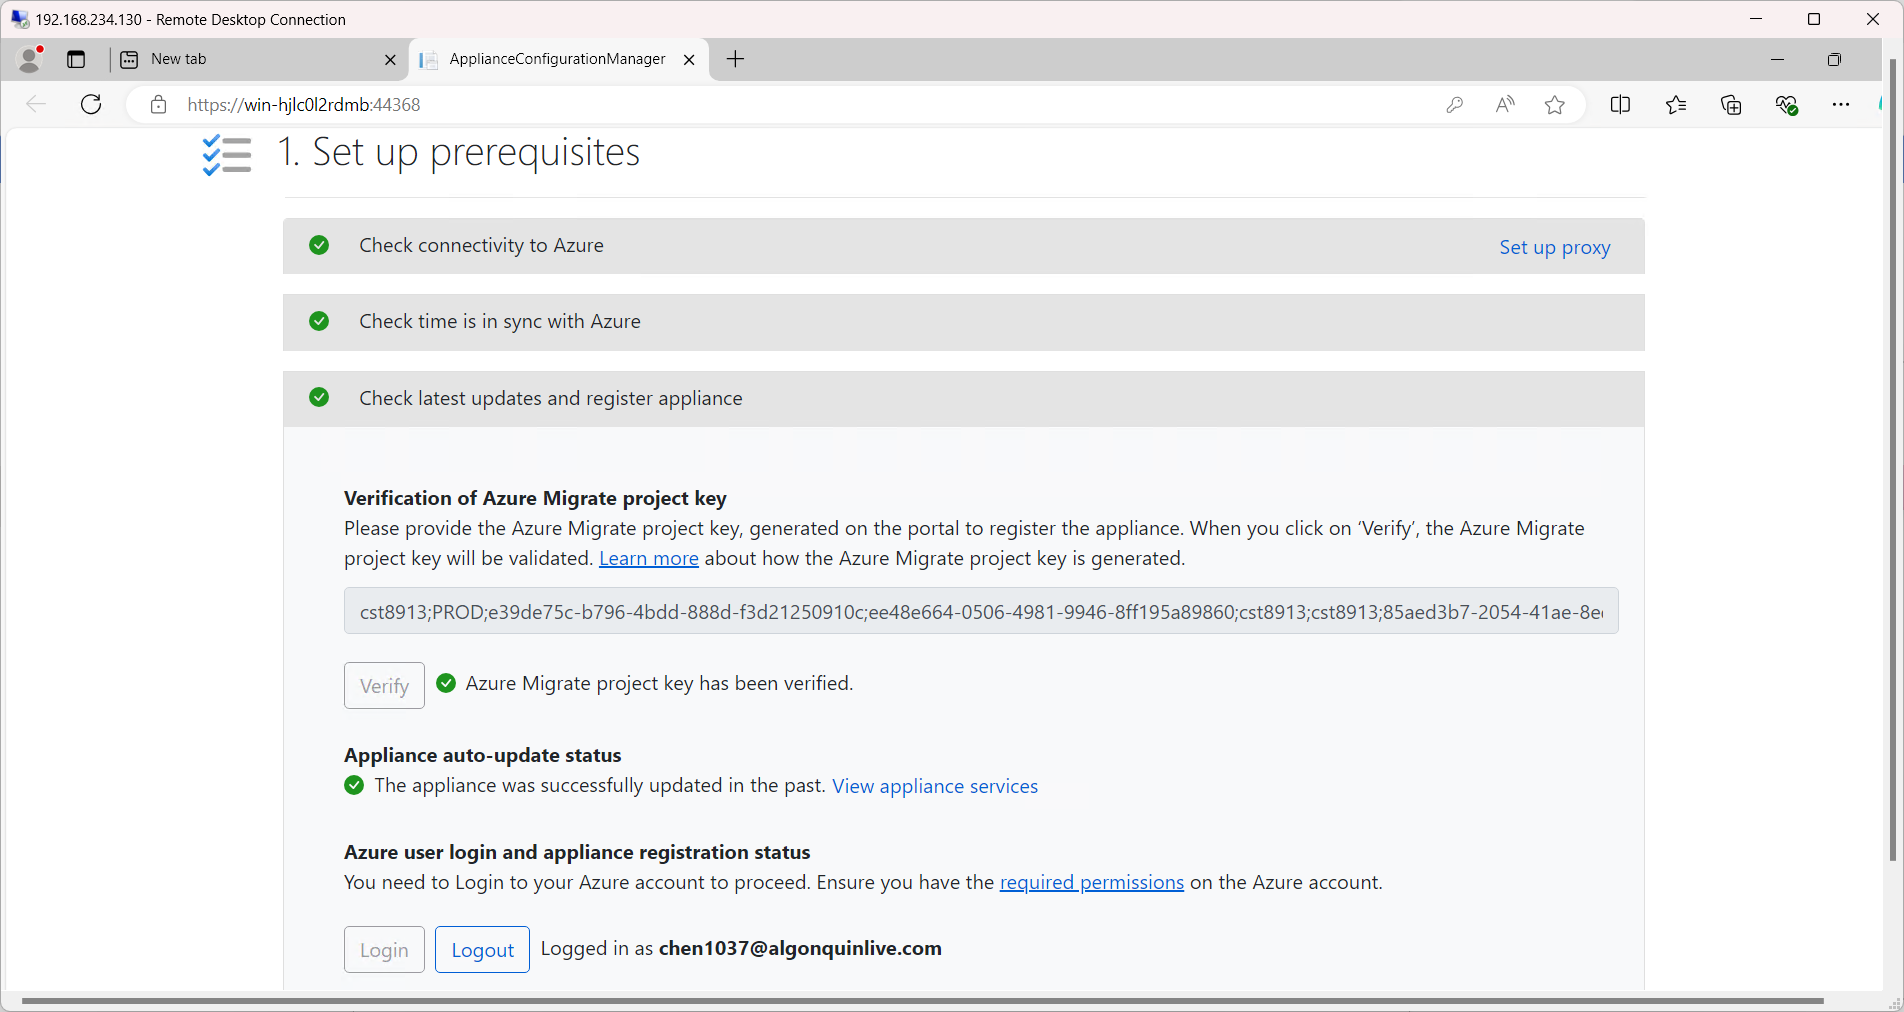 192.168.234.130 - Remote Desktop Connection
New tab
ApplianceConfigurationManager
https://win-hjlc0l2rdmb:44368
1. Set up prerequisites
Check connectivity to Azure
Set up proxy
Check time is in sync with Azure
Check latest updates and register appliance
Verification of Azure Migrate project key
Please provide the Azure Migrate project key, generated on the portal to register the appliance. When you click on ‘Verify’, the Azure Migrate
project key will be validated. Learn more about how the Azure Migrate project key is generated.
cst8913;PROD;e39de75c-b796-4bdd-888d-f3d21250910c;ee48e664-0506-4981-9946-8ff195a89860;cst8913;cst8913;85aed3b7-2054-41ae-8e
Verify
Azure Migrate project key has been verified.
Appliance auto-update status
The appliance was successfully updated in the past. View appliance services
Azure user login and appliance registration status
You need to Login to your Azure account to proceed. Ensure you have the required permissions on the Azure account.
Login
Logout
Logged in as chen1037@algonquinlive.com